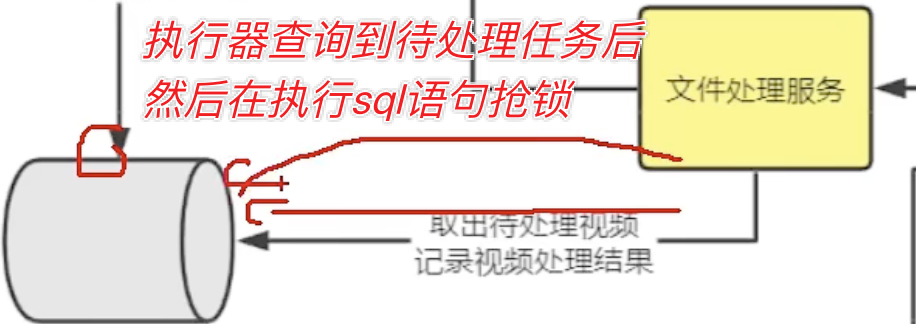 执行器查询到待处理任务后
然后在执行sql语句抢锁
文件处理服务
取出待处理视频
记录视频处理结果